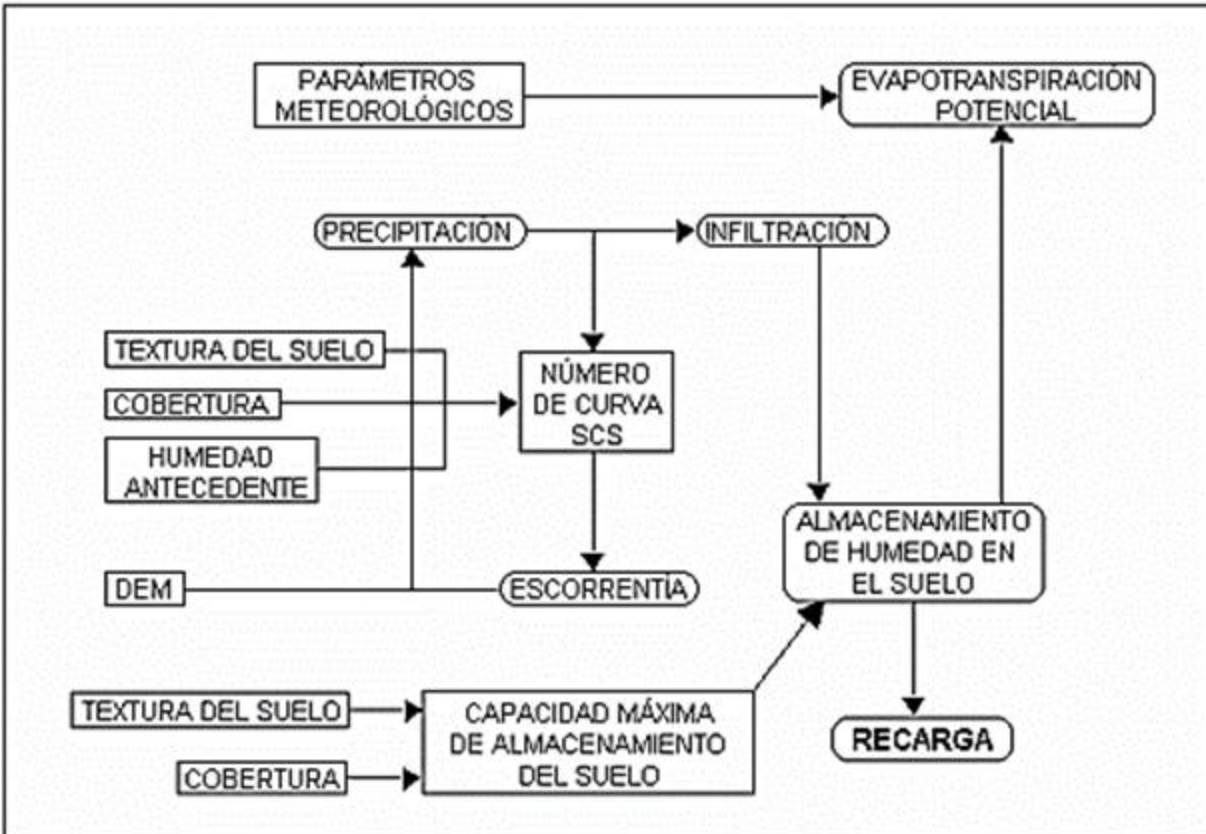 PARÁMETROS
METEOROLÓGICOS
EVAPOTRANSPIRACIÓN
POTENCIAL
PRECIPITACIÓN
INFILTRACIÓN
TEXTURA DEL SUELO
COBERTURA
HUMEDAD
ANTECEDENTE
NÚMERO
DE CURVA
SCS
ALMACENAMIENTO
DE HUMEDAD EN
EL SUELO
DEM
ESCORRENTÍA
TEXTURA DEL SUELO
COBERTURA
CAPACIDAD MÁXIMA
DE ALMACENAMIENTO
DEL SUELO
RECARGA